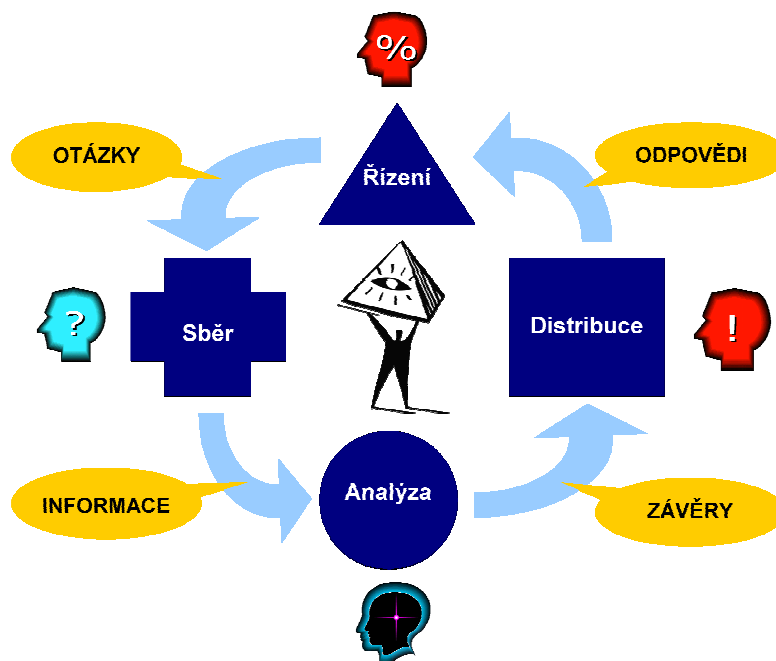 %
OTÁZKY
ODPOVĚDI
Řízení
?
Sběr
Distribuce
!
INFORMACE
Analýza
ZÁVĚRY